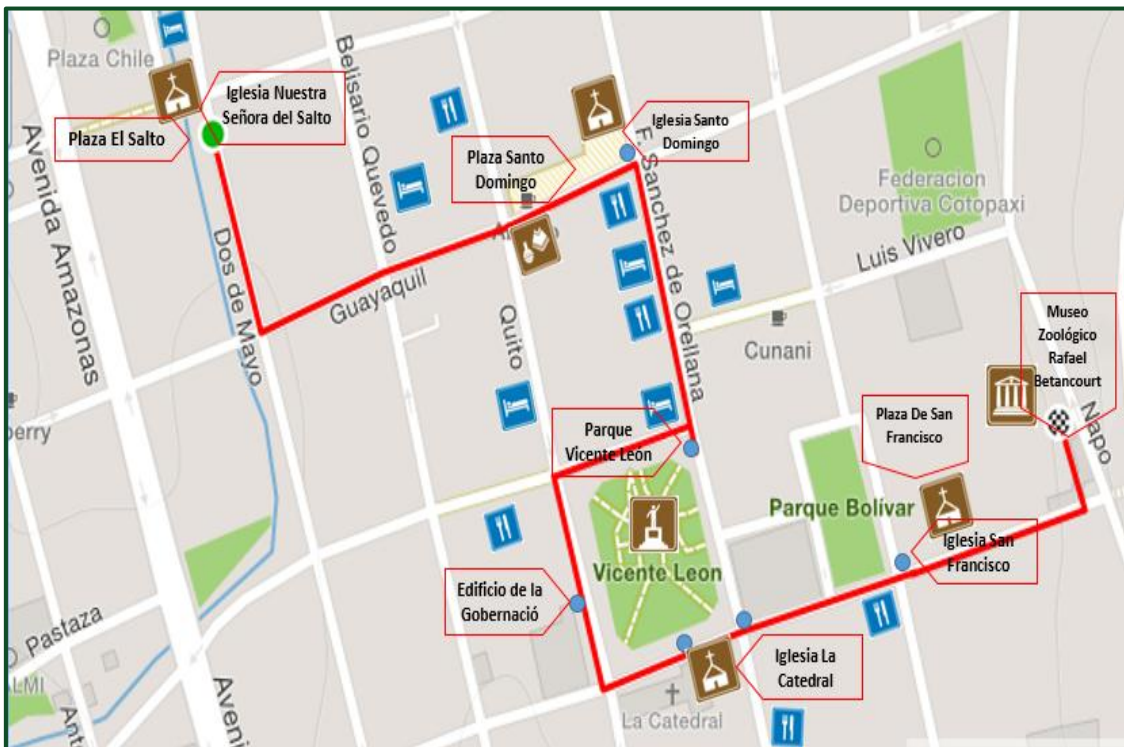 Plaza Chile
Iglesia Nuestra
Señora del Salto
Plaza El Salto
Avenida Amazonas
Dos de Mayo
Belisario Quevedo
Guayaquil
Quito
Plaza Santo
Domingo
Iglesia Santo
Domingo
F. Sanchez de Orellana
Federacion
Deportiva Cotopaxi
Luis Vivero
Cunani
Museo
Zoológico
Rafael
Betancourt
Napo
Plaza De San
Francisco
Parque
Vicente León
Parque Bolívar
Iglesia San
Francisco
Vicente Leon
Edificio de la
Gobernació
Iglesia La
Catedral
La Catedral
Pastaza
ALMI
Aveni
berry